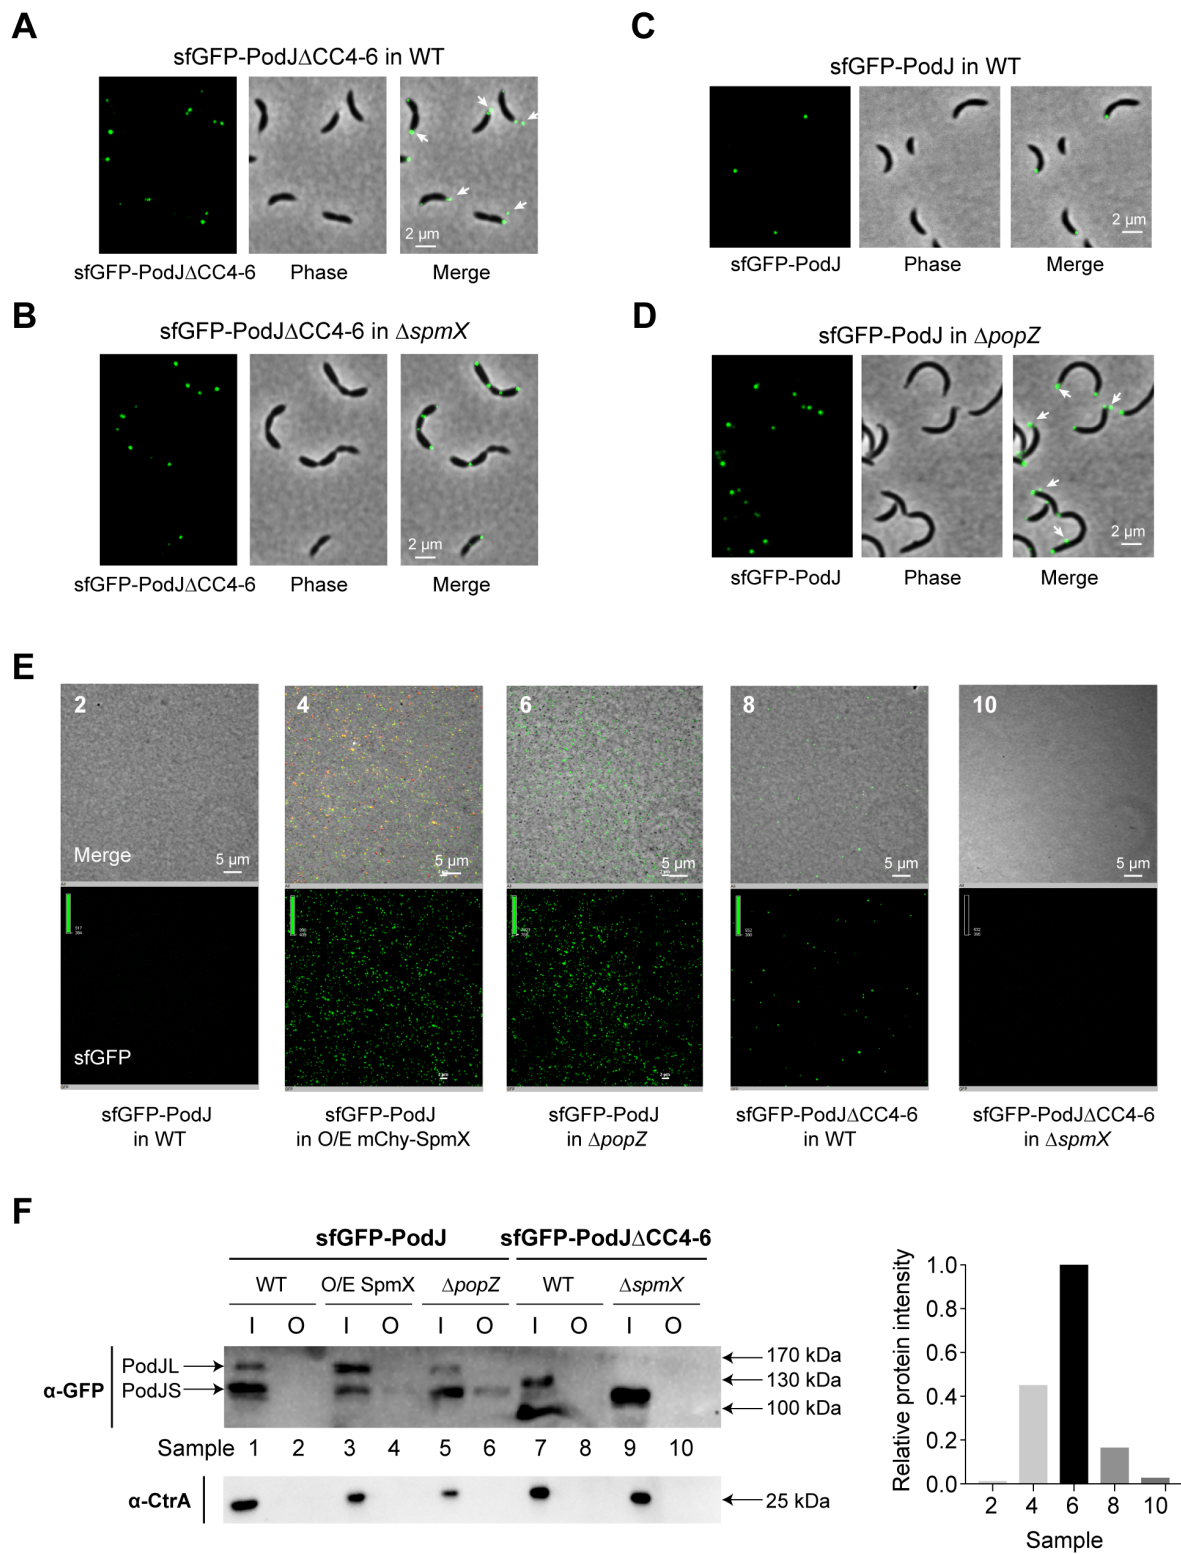 A
sfGFP-PodJΔCC4-6 in WT
sfGFP-PodJΔCC4-6
Phase
Merge
2 µm
B
sfGFP-PodJΔCC4-6 in ΔspmX
sfGFP-PodJΔCC4-6
Phase
Merge
2 µm
C
sfGFP-PodJ in WT
sfGFP-PodJ
Phase
Merge
2 µm
D
sfGFP-PodJ in ΔpopZ
sfGFP-PodJ
Phase
Merge
2 µm
E
2
Merge
5 µm
sfGFP
sfGFP-PodJ
in WT
4
5 µm
sfGFP-PodJ
in O/E mChy-SpmX
6
5 µm
sfGFP-PodJ
in ΔpopZ
8
5 µm
sfGFP-PodJΔCC4-6
in WT
10
5 µm
sfGFP-PodJΔCC4-6
in ΔspmX
F
sfGFP-PodJ sfGFP-PodJΔCC4-6
WT O/E SpmX ΔpopZ WT ΔspmX
I O I O I O I O I O
α-GFP
PodJL
PodJS
170 kDa
130 kDa
100 kDa
Sample 1 2 3 4 5 6 7 8 9 10
α-CtrA
25 kDa
Relative protein intensity
1.0
0.8
0.6
0.4
0.2
0.0
2 4 6 8 10
Sample